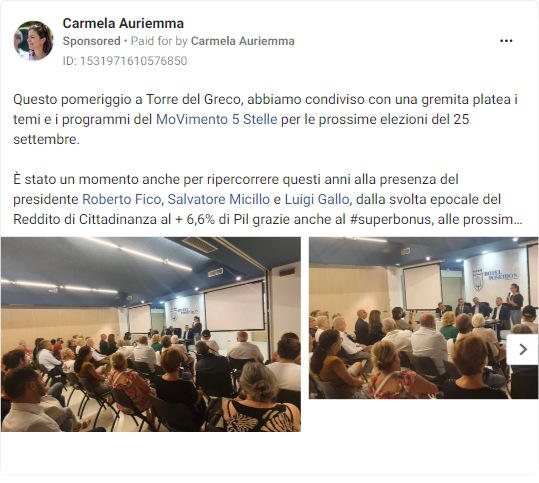 Carmela Auriemma
Sponsored • Paid for by Carmela Auriemma
ID: 1531971610576850
Questo pomeriggio a Torre del Greco, abbiamo condiviso con una gremita platea i
temi e i programmi del MoVimento 5 Stelle per le prossime elezioni del 25
settembre.
È stato un momento anche per ripercorrere questi anni alla presenza del
presidente Roberto Fico, Salvatore Micillo e Luigi Gallo, dalla svolta epocale del
Reddito di Cittadinanza al + 6,6% di Pil grazie anche al #superbonus, alle prossim...
HOTEL
POSEIDON
HOTEL
POSEIDON